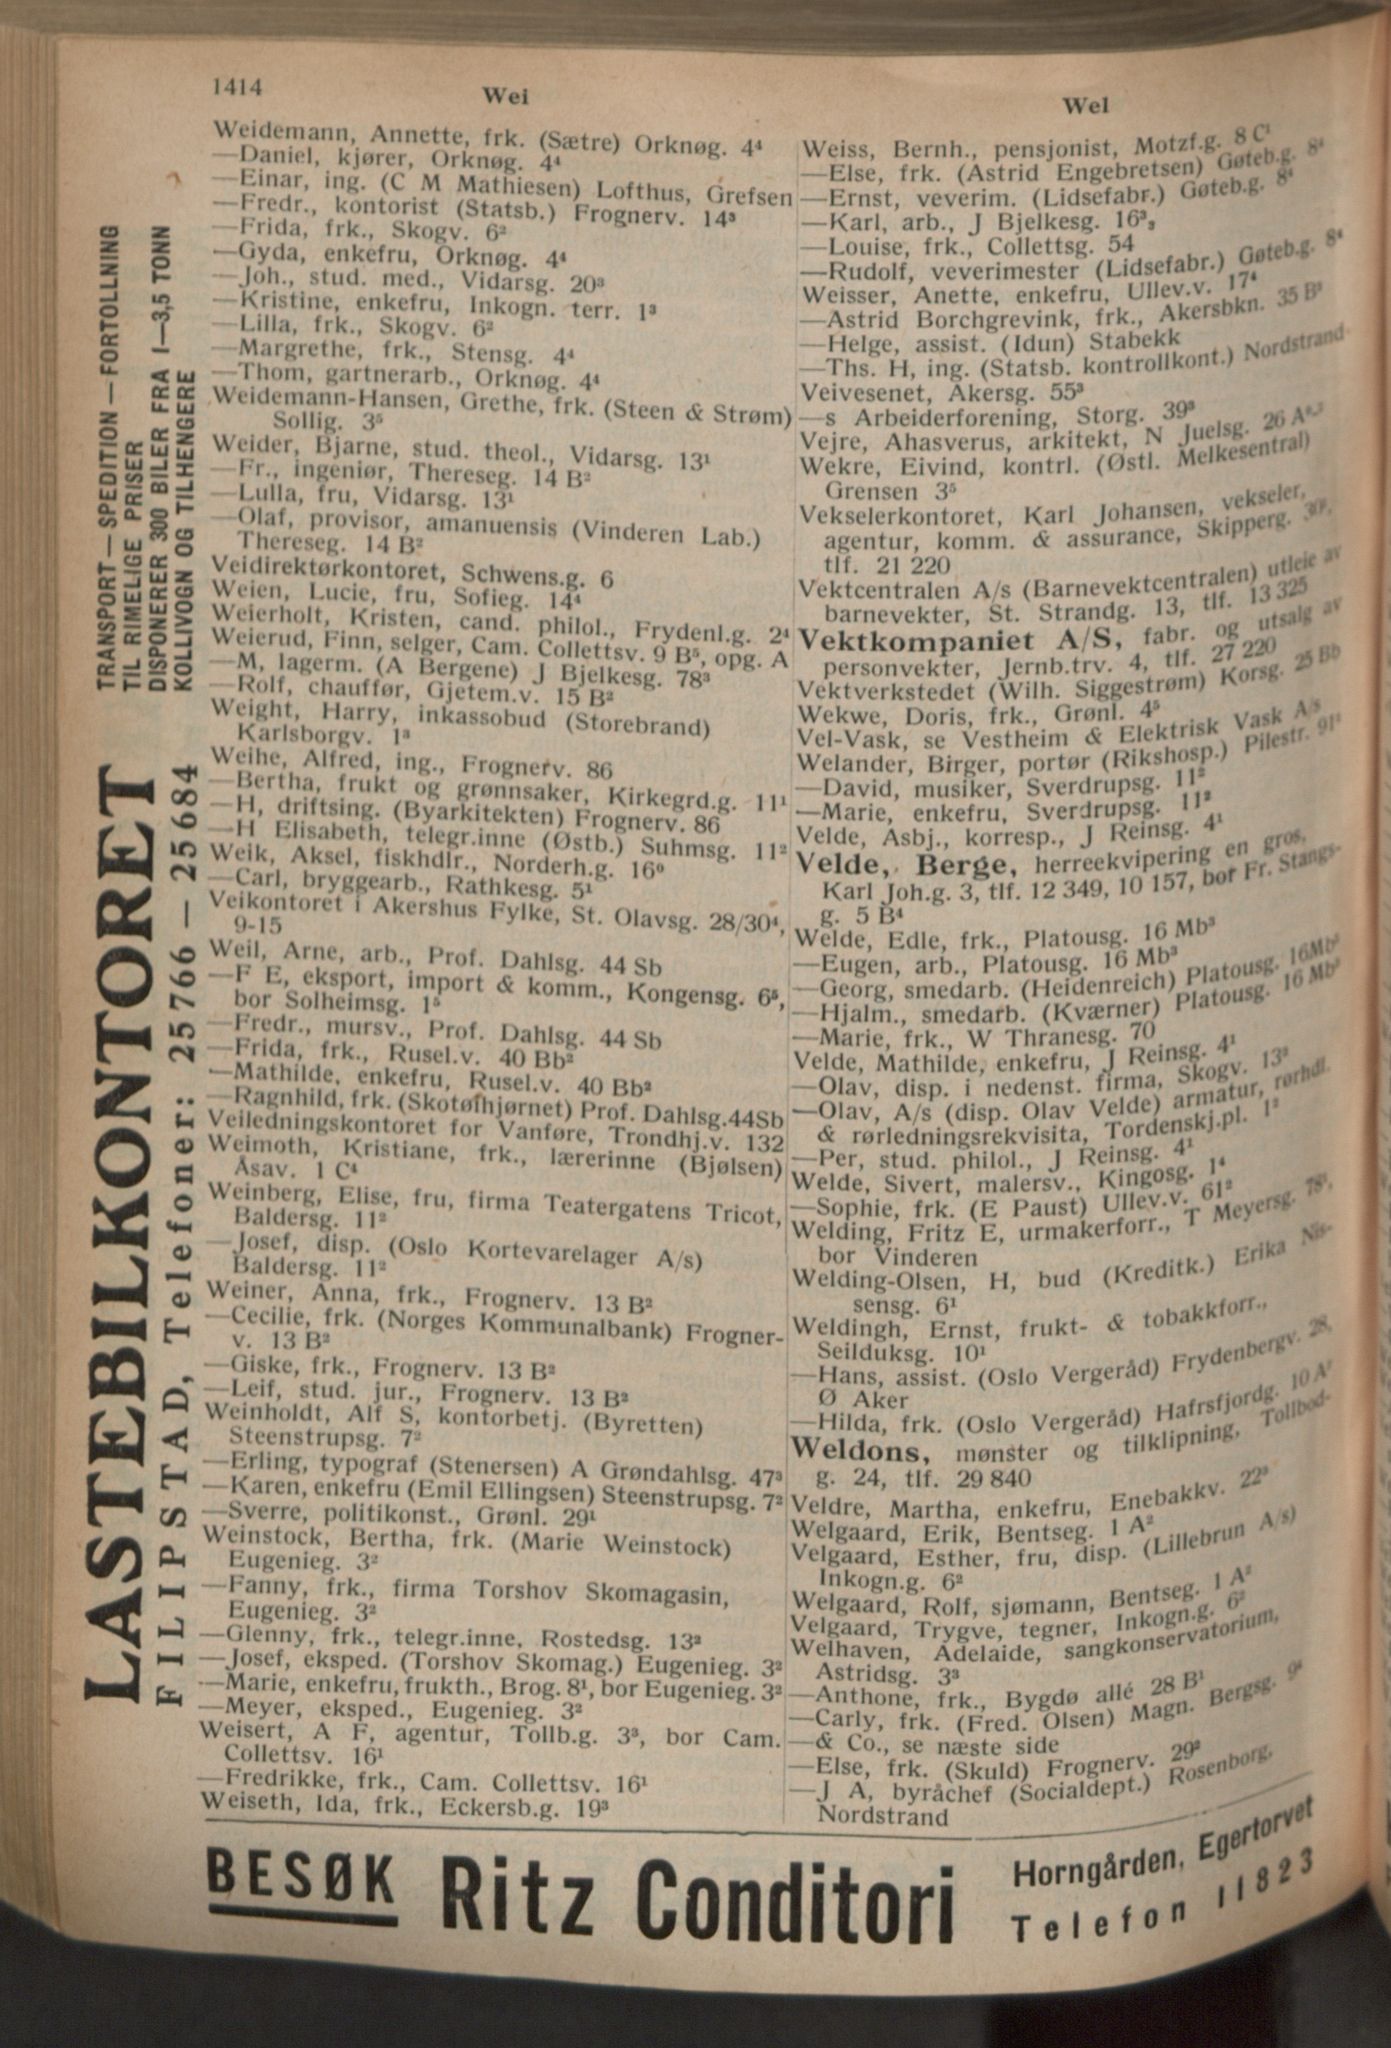 1414
Wei
Wel
Weidemann, Annette, frk. (Sætre) Orknøg. 4⁴
—Daniel, kjører, Orknøg. 4⁴
—Einar, ing. (C M Mathiesen) Lofthus, Grefsen
—Fredr., kontorist (Statsb.) Frognerv. 14³
—Frida, frk., Skogv. 6²
—Gyda, enkefru, Orknøg. 4⁴
—Joh., stud. med., Vidarsg. 20³
—Kristine, enkefru, Inkogn. terr. 1³
—Lilla, frk., Skogv. 6²
—Margrethe, frk., Stensg. 4⁴
—Thom, gartnerarb., Orknøg. 4⁴
Weidemann-Hansen, Grethe, frk. (Steen & Strøm)
Sollig. 3⁵
Weider, Bjarne, stud. theol., Vidarsg. 13¹
—Fr., ingeniør, Thereseg. 14 B²
—Lulla, fru, Vidarsg. 13¹
—Olaf, provisor, amanuensis (Vinderen Lab.)
Thereseg. 14 B²
Veidirektørkontoret, Schwens.g. 6
Weien, Lucie, fru, Sofieg. 14⁴
Weierholt, Kristen, cand. philol., Frydenl.g. 2⁴
Weierud, Finn, selger, Cam. Collettsv. 9 B⁵, opg. A
—M, lagerm. (A Bergene) J Bjelkesg. 78³
—Rolf, chauffør, Gjetem.v. 15 B²
Weight, Harry, inkassobud (Storebrand)
Karlsborgv. 1³
Weihe, Alfred, ing., Frognerv. 86
—Bertha, frukt og grønnsaker, Kirkegrd.g. 11¹
—H, driftsing. (Byarkitekten) Frognerv. 86
—H Elisabeth, telegr.inne (Østb.) Suhmsg. 11²
Weik, Aksel, fiskhdlr., Norderh.g. 16⁰
—Carl, bryggearb., Rathkesg. 5¹
Veikontoret i Akershus Fylke, St. Olavsg. 28/30⁴,
9-15
Weil, Arne, arb., Prof. Dahlsg. 44 Sb
—F E, eksport, import & komm., Kongensg. 6⁵,
bor Solheimsg. 1⁵
—Fredr., mursv., Prof. Dahlsg. 44 Sb
—Frida, frk., Rusel.v. 40 Bb²
—Mathilde, enkefru, Rusel.v. 40 Bb²
—Ragnhild, frk. (Skotøihjørnet) Prof. Dahlsg.44Sb
Veiledningskontoret for Vanføre, Trondhj.v. 132
Weimoth, Kristiane, frk., lærerinne (Bjølsen)
Åsav. 1 C⁴
Weinberg, Elise, fru, firma Teatergatens Tricot,
Baldersg. 11²
—Josef, disp. (Oslo Kortevarelager A/s)
Baldersg. 11²
Weiner, Anna, frk., Frognerv. 13 B²
—Cecilie, frk. (Norges Kommunalbank) Frogner-
v. 13 B²
—Giske, frk., Frognerv. 13 B²
—Leif, stud. jur., Frognerv. 13 B²
Weinholdt, Alf S, kontorbetj. (Byretten)
Steenstrupsg. 7²
—Erling, typograf (Stenersen) A Grøndahlsg. 47³
—Karen, enkefru (Emil Ellingsen) Steenstrupsg. 7²
—Sverre, politikonst., Grønl. 29¹
Weinstock, Bertha, frk. (Marie Weinstock)
Eugenieg. 3²
—Fanny, frk., firma Torshov Skomagasin,
Eugenieg. 3²
—Glenny, frk., telegr.inne, Rostedsg. 13²
—Josef, eksped. (Torshov Skomag.) Eugenieg. 3²
—Marie, enkefru, frukth., Brog. 8¹, bor Eugenieg. 3²
—Meyer, eksped., Eugenieg. 3²
Weisert, A F, agentur, Tollb.g. 3³, bor Cam.
Collettsv. 16¹
—Fredrikke, frk., Cam. Collettsv. 16¹
Weiseth, Ida, frk., Eckersb.g. 19³
Weiss, Bernh., pensjonist, Motzf.g. 8 C¹
—Else, frk. (Astrid Engebretsen) Gøteb.g. 8⁴
—Ernst, veverim. (Lidsefabr.) Gøteb.g. 8⁴
—Karl, arb., J Bjelkesg. 16³,
—Louise, frk., Collettsg. 54
—Rudolf, veverimester (Lidsefabr.) Gøteb.g. 8⁴
Weisser, Anette, enkefru, Ullev.v. 17⁴
—Astrid Borchgrevink, frk., Akersbkn. 35 B³
—Helge, assist. (Idun) Stabekk
—Ths. H, ing. (Statsb. kontrollkont.) Nordstrand
Veivesenet, Akersg. 55³
—s Arbeiderforening, Storg. 39³
Vejre, Ahasverus, arkitekt, N Juelsg. 26 A
Wekre, Eivind, kontrl. (Østl. Melkesentral)
Grensen 3⁵
Vekselerkontoret, Karl Johansen, vekseler,
agentur, komm. & assurance, Skipperg.
tlf. 21 220
Vektcentralen A/s (Barnevektcentralen) utleie av
barnevekter, St. Strandg. 13, tlf. 13 325
Vektkompaniet A/S, fabr. og utsalg av
personvekter, Jernb.trv. 4, tlf. 27 220
Vektverkstedet (Wilh. Siggestrøm) Korsg. 25 Bb
Wekwe, Doris, frk., Grønl. 4⁵
Vel-Vask, se Vestheim & Elektrisk Vask A/s
Welander, Birger, portør (Rikshosp.) Pilestr. 91¹
—David, musiker, Sverdrupsg. 11²
—Marie, enkefru, Sverdrupsg. 11²
Velde, Asbj., korresp., J Reinsg. 4¹
Velde, Berge, herreekvipering en gros,
Karl Joh.g. 3, tlf. 12 349, 10 157, bor Fr. Stangs-
g. 5 B⁴
Welde, Edle, frk., Platousg. 16 Mb³
—Eugen, arb., Platousg. 16 Mb³
—Georg, smedarb. (Heidenreich) Platousg. 16Mb³
—Hjalm., smedarb. (Kværner) Platousg. 16 Mb³
—Marie, frk., W Thranesg. 70
Velde, Mathilde, enkefru, J Reinsg. 4¹
—Olav, disp. i nedenst. firma, Skogv. 13²
—Olav, A/s (disp. Olav Velde) armatur, rørhdl.
& rørledningsrekvisita, Tordenskj.pl. 1²
—Per, stud. philol., J Reinsg. 4¹
Welde, Sivert, malersv., Kingosg. 1⁴
—Sophie, frk. (E Paust) Ullev.v. 61²
Welding, Fritz E, urmakerforr., T Meyersg. 78¹,
bor Vinderen
Welding-Olsen, H, bud (Kreditk.) Erika Nis-
sensg. 6¹
Weldingh, Ernst, frukt- & tobakkforr.,
Seilduksg. 10¹
—Hans, assist. (Oslo Vergeråd) Frydenbergv. 28,
Ø Aker
—Hilda, frk. (Oslo Vergeråd) Hafrsfjordg. 10 A¹
Weldons, mønster og tilklipning, Tollbod-
g. 24, tlf. 29 840
Veldre, Martha, enkefru, Enebakkv. 22³
Welgaard, Erik, Bentseg. 1 A²
Velgaard, Esther, fru, disp. (Lillebrun A/s)
Inkogn.g. 6²
Welgaard, Rolf, sjømann, Bentseg. 1 A²
Velgaard, Trygve, tegner, Inkogn.g. 6²
Welhaven, Adelaide, sangkonservatorium,
Astridsg. 3³
—Anthone, frk., Bygdø allé 28 B¹
—Carly, frk. (Fred. Olsen) Magn. Bergsg. 9⁴
—& Co., se næste side
—Else, frk. (Skuld) Frognerv. 29²
—J A, byråchef (Socialdept.) Rosenborg,
Nordstrand
LASTEBILKONTORET
FILIPSTAD, Telefoner: 25766 — 25684
TRANSPORT — SPEDITION — FORTOLLNING
TIL RIMELIGE PRISER
DISPONERER 300 BILER FRA 1—3,5 TONN
KOLLIVOGN OG TILHENGERE
BESØK Ritz Conditori
Horngården, Egertorvet
Telefon 11823